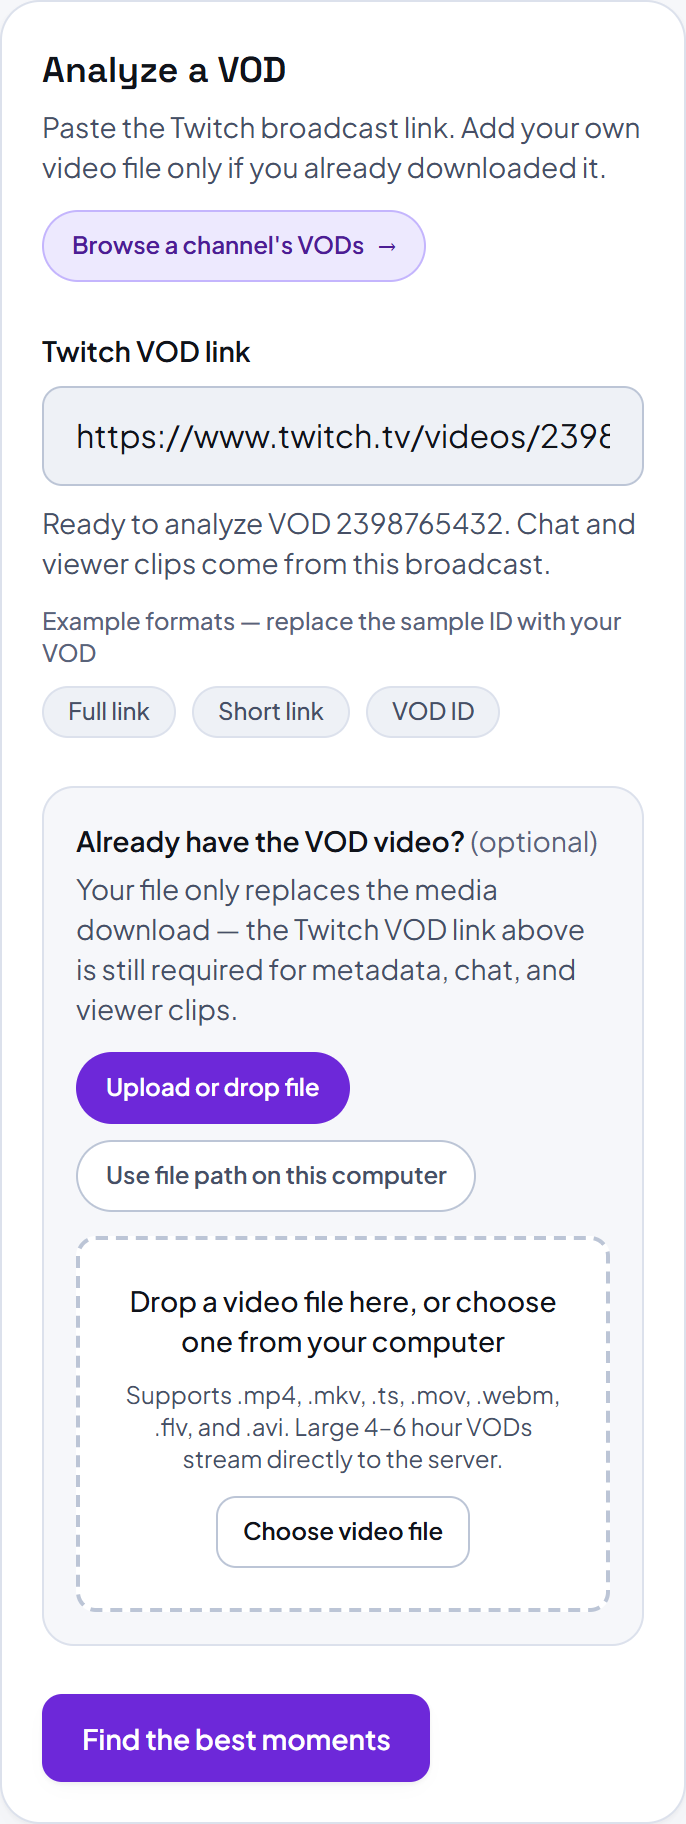 Analyze a VOD
Paste the Twitch broadcast link. Add your own
video file only if you already downloaded it.
Browse a channel's VODs →
Twitch VOD link
https://www.twitch.tv/videos/2398
Ready to analyze VOD 2398765432. Chat and
viewer clips come from this broadcast.
Example formats — replace the sample ID with your
VOD
Full link
Short link
VOD ID
Already have the VOD video? (optional)
Your file only replaces the media
download — the Twitch VOD link above
is still required for metadata, chat, and
viewer clips.
Upload or drop file
Use file path on this computer
Drop a video file here, or choose
one from your computer
Supports .mp4, .mkv, .ts, .mov, .webm,
.flv, and .avi. Large 4–6 hour VODs
stream directly to the server.
Choose video file
Find the best moments